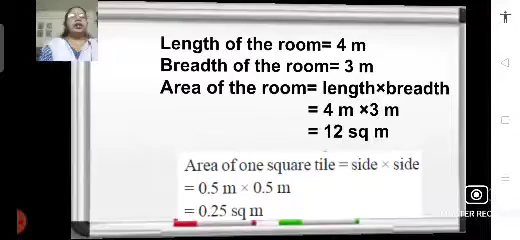 Length of the room= 4 m
Breadth of the room= 3 m
Area of the room= length×breadth
= 4 m ×3 m
= 12 sq m
Area of one square tile = side × side
= 0.5 m × 0.5 m
= 0.25 sq m